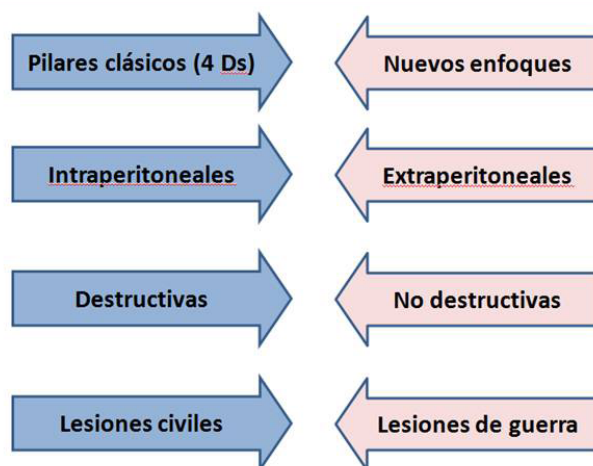 Pilares clásicos (4 Ds)
Nuevos enfoques
Intraperitoneales
Extraperitoneales
Destructivas
No destructivas
Lesiones civiles
Lesiones de guerra